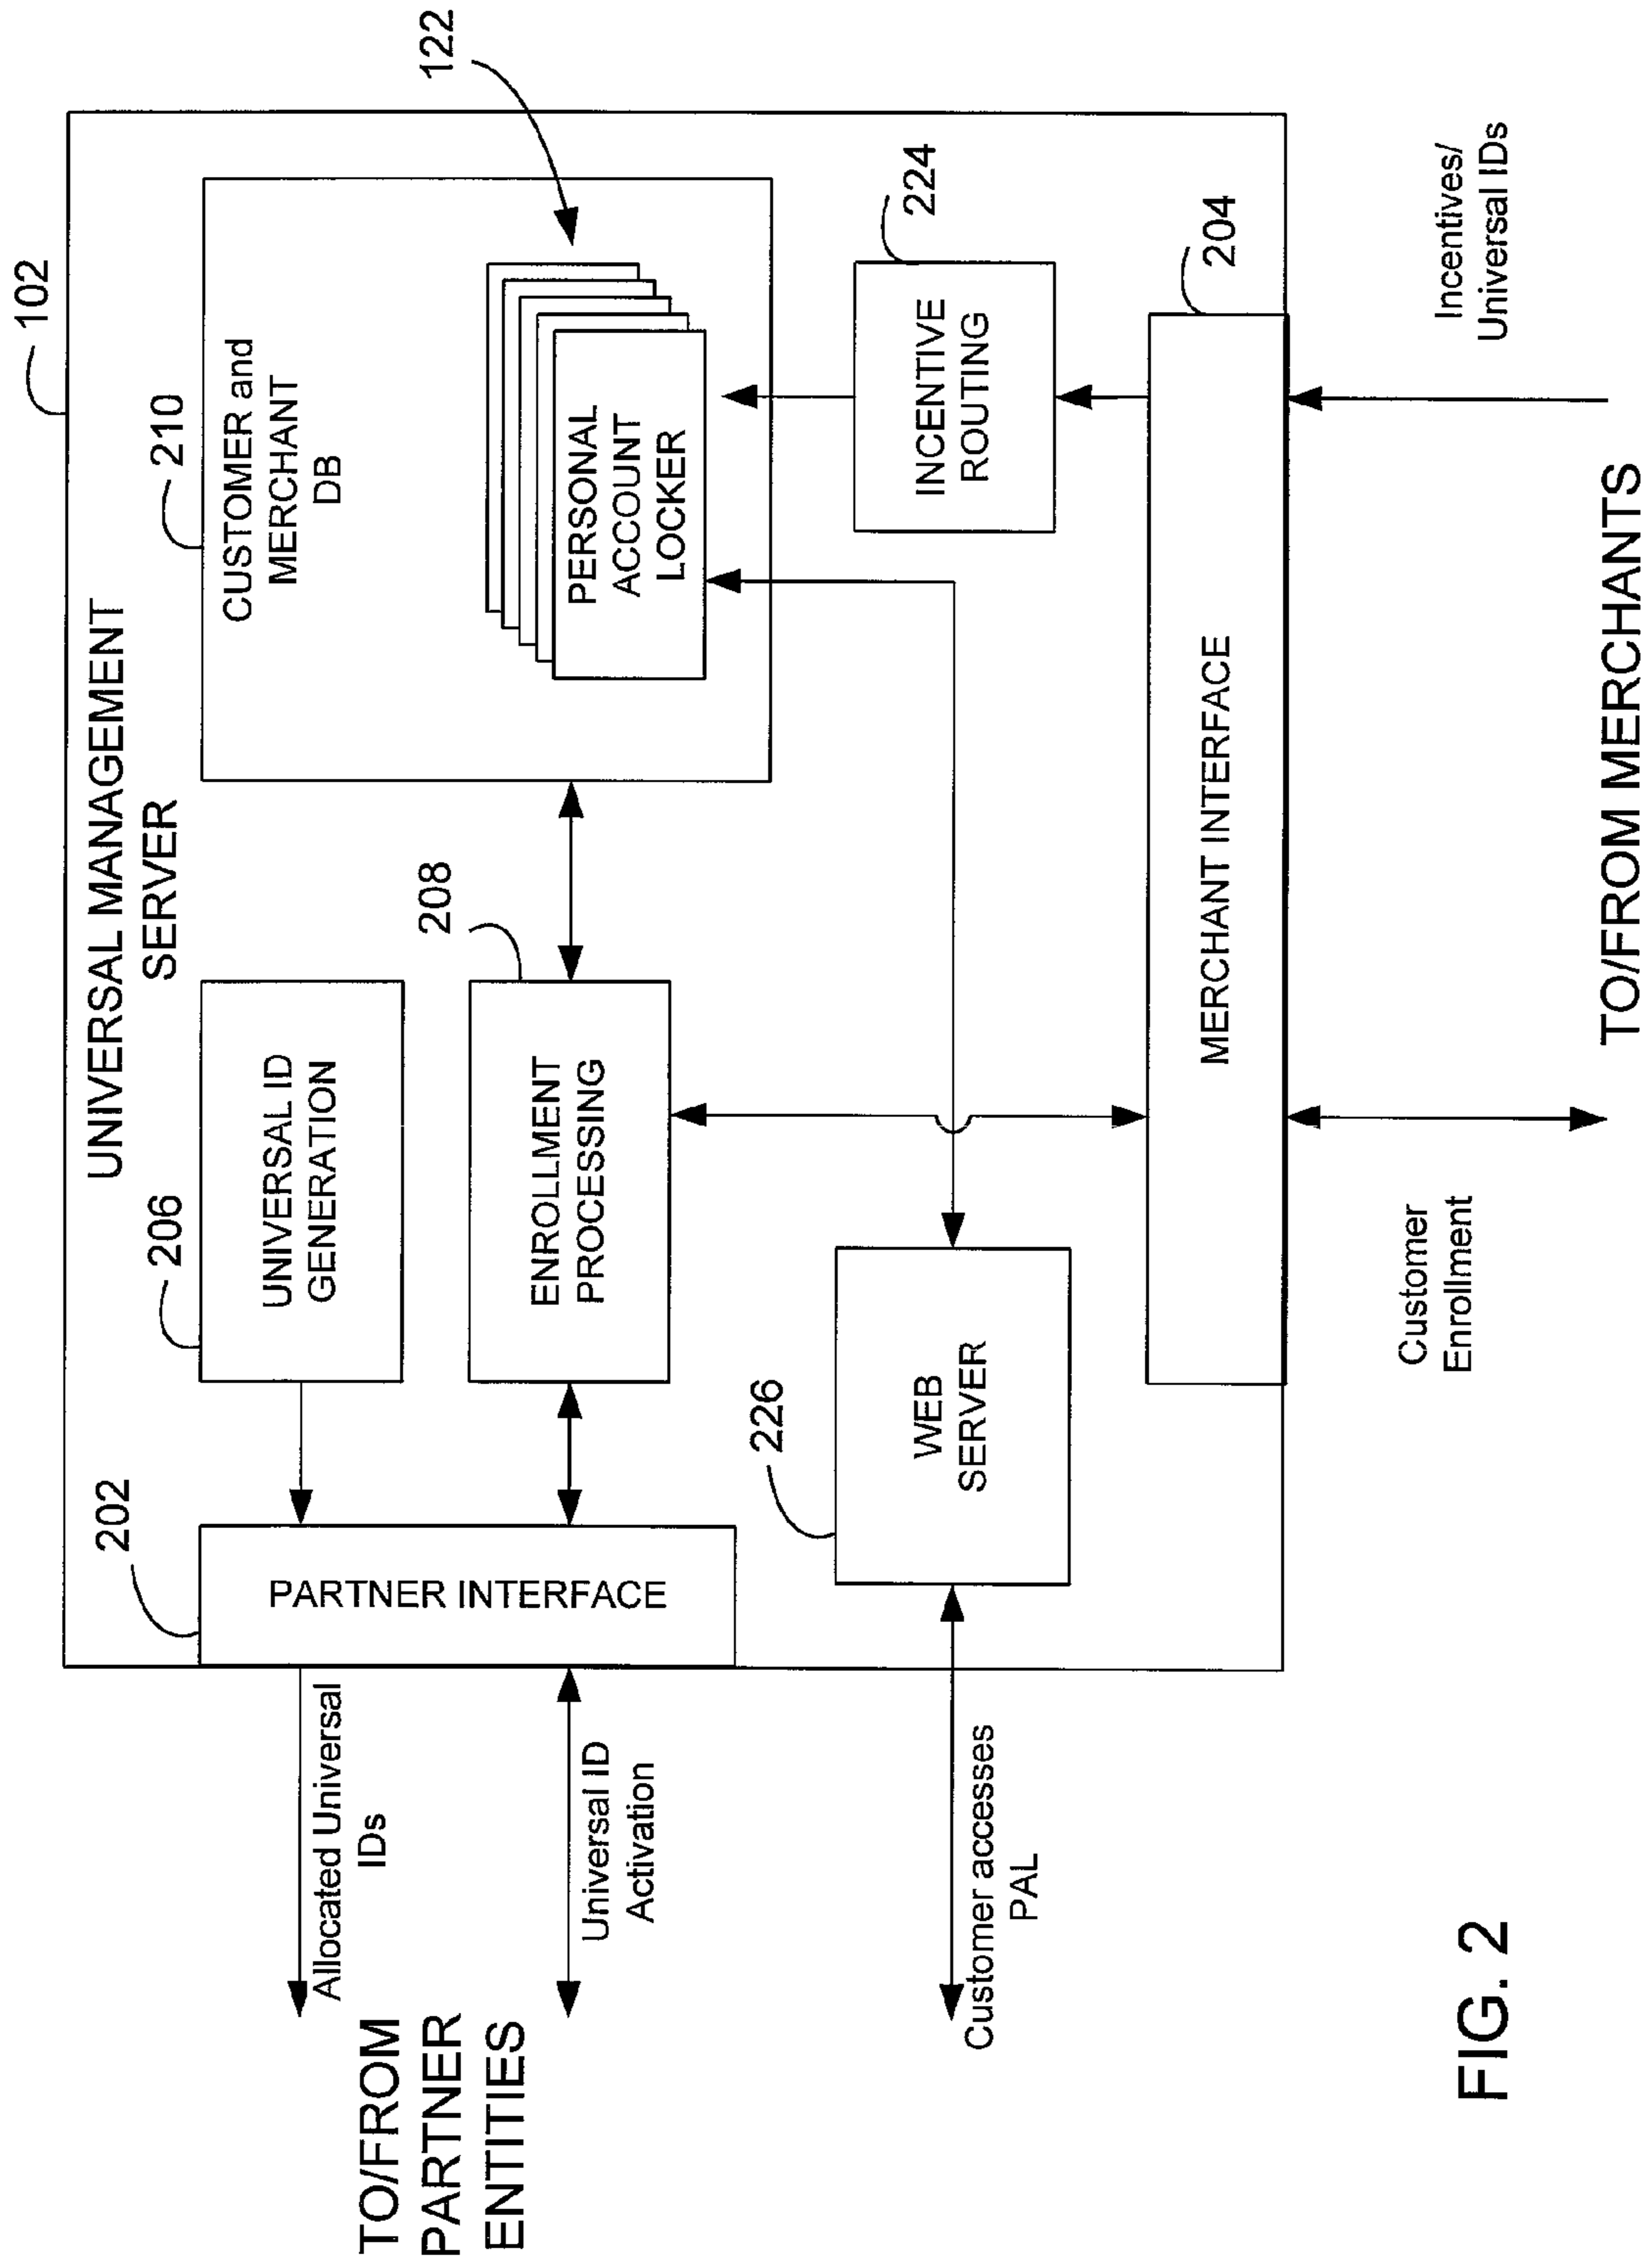 102
UNIVERSAL MANAGEMENT
SERVER
202
206
210
UNIVERSAL ID
GENERATION
CUSTOMER and
MERCHANT
DB
122
208
PARTNER INTERFACE
ENROLLMENT
PROCESSING
PERSONAL
ACCOUNT
LOCKER
TO/FROM
PARTNER
ENTITIES
Allocated Universal
IDs
Universal ID
Activation
226
WEB
SERVER
INCENTIVE
ROUTING
224
Customer accesses
PAL
MERCHANT INTERFACE
204
Customer
Enrollment
Incentives/
Universal IDs
TO/FROM MERCHANTS
FIG. 2